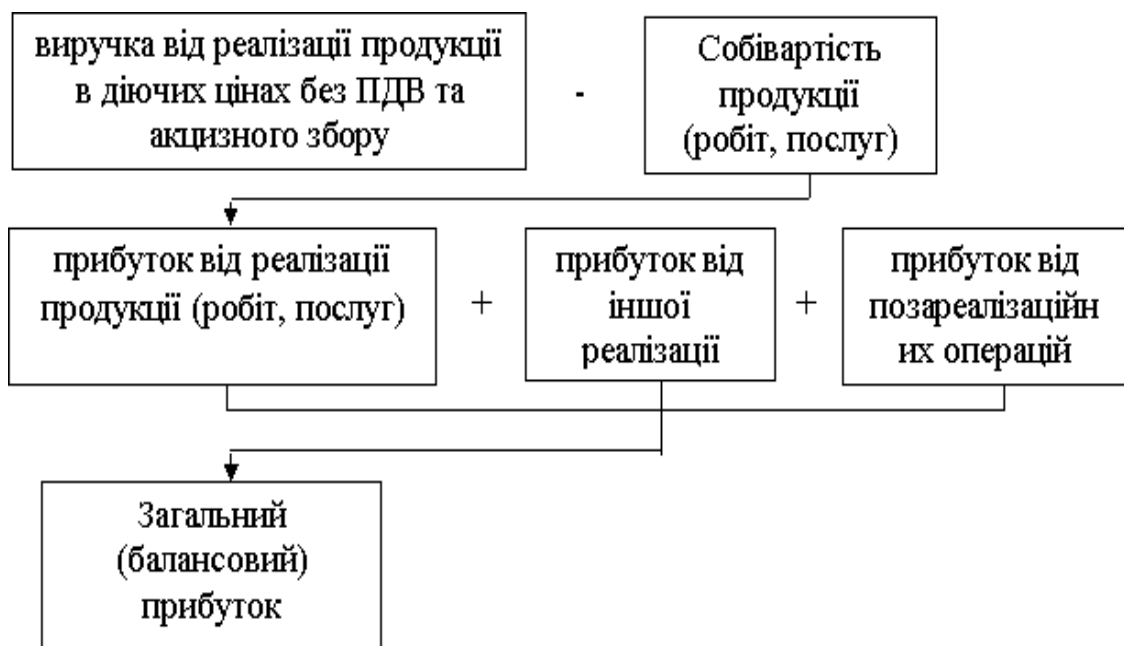 виручка від реалізації продукції
в діючих цінах без ПДВ та
акцизного збору
-
Собівартість
продукції
(робіт, послуг)
прибуток від реалізації
продукції (робіт, послуг)
+
прибуток від
іншої
реалізації
+
прибуток від
позареалізаційн
их операцій
Загальний
(балансовий)
прибуток